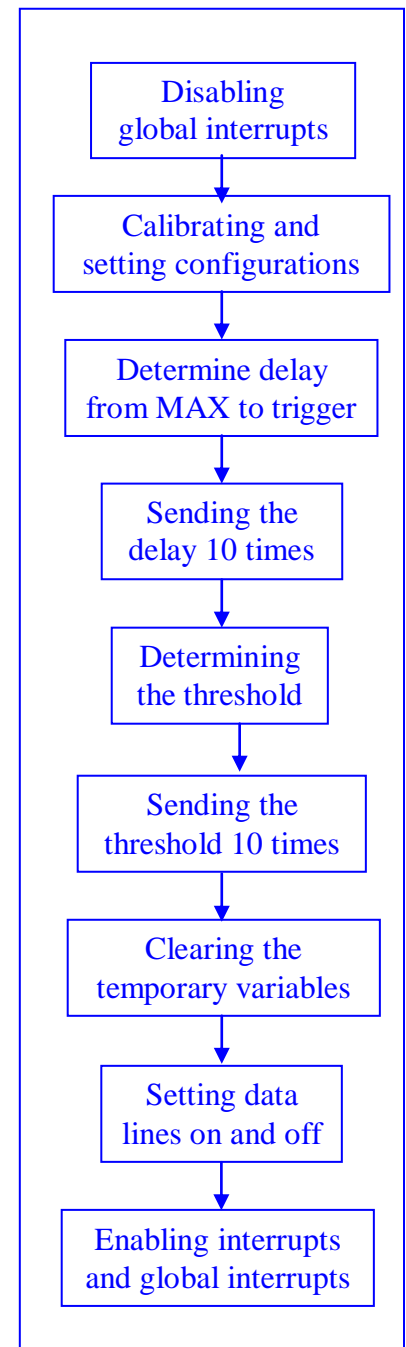 Disabling
global interrupts
Calibrating and
setting configurations
Determine delay
from MAX to trigger
Sending the
delay 10 times
Determining
the threshold
Sending the
threshold 10 times
Clearing the
temporary variables
Setting data
lines on and off
Enabling interrupts
and global interrupts